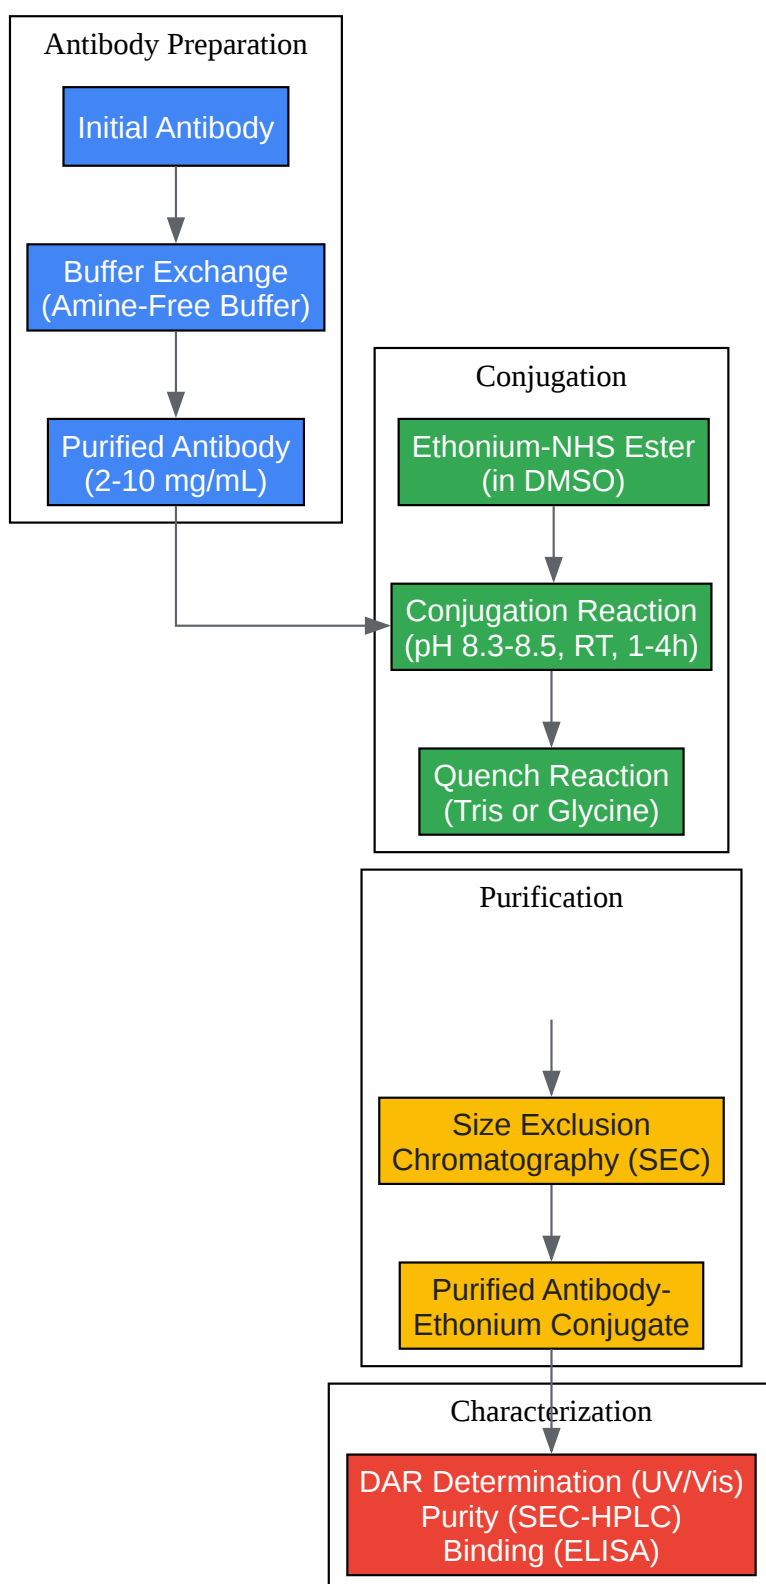 Antibody Preparation
Initial Antibody
Buffer Exchange
(Amine-Free Buffer)
Purified Antibody
(2-10 mg/mL)
Conjugation
Ethonium-NHS Ester
(in DMSO)
Conjugation Reaction
(pH 8.3-8.5, RT, 1-4h)
Quench Reaction
(Tris or Glycine)
Purification
Size Exclusion
Chromatography (SEC)
Purified Antibody-
Ethonium Conjugate
Characterization
DAR Determination (UV/Vis)
Purity (SEC-HPLC)
Binding (ELISA)